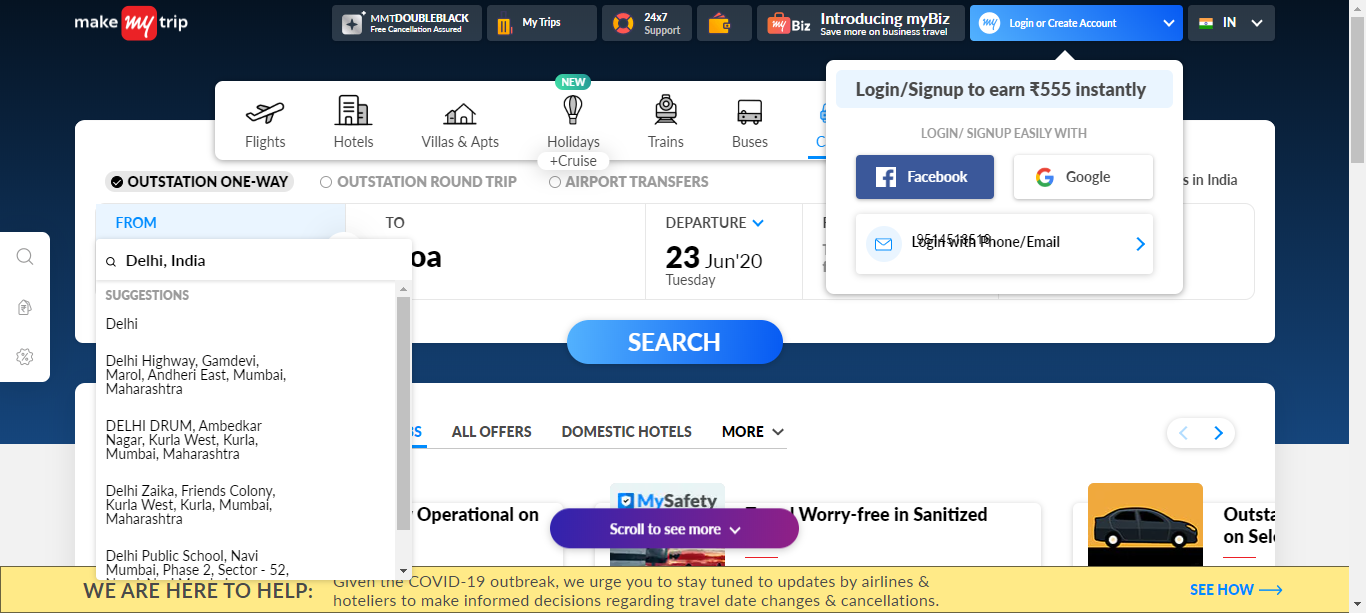 make my trip
MMTDOUBLEBLACK
Free Cancellation Assured
My Trips
24x7
Support
my Biz
Introducing myBiz
Save more on business travel
my
Login or Create Account
IN
Login/Signup to earn ₹555 instantly
LOGIN/ SIGNUP EASILY WITH
Facebook
Google
Login with Phone/Email
NEW
Flights
Hotels
Villas & Apts
Holidays
+Cruise
Trains
Buses
C
OUTSTATION ONE-WAY
OUTSTATION ROUND TRIP
AIRPORT TRANSFERS
s in India
FROM
TO
oa
DEPARTURE
23 Jun'20
Tuesday
Delhi, India
SUGGESTIONS
Delhi
Delhi Highway, Gamdevi,
Marol, Andheri East, Mumbai,
Maharashtra
DELHI DRUM, Ambedkar
Nagar, Kurla West, Kurla,
Mumbai, Maharashtra
Delhi Zaika, Friends Colony,
Kurla West, Kurla, Mumbai,
Maharashtra
Delhi Public School, Navi
Mumbai, Phase 2, Sector - 52,
SEARCH
BS
ALL OFFERS
DOMESTIC HOTELS
MORE
Operational on
MySafety
Worry-free in Sanitized
Outsta
on Sele
Scroll to see more
WE ARE HERE TO HELP:
Given the COVID-19 outbreak, we urge you to stay tuned to updates by airlines &
hoteliers to make informed decisions regarding travel date changes & cancellations.
SEE HOW